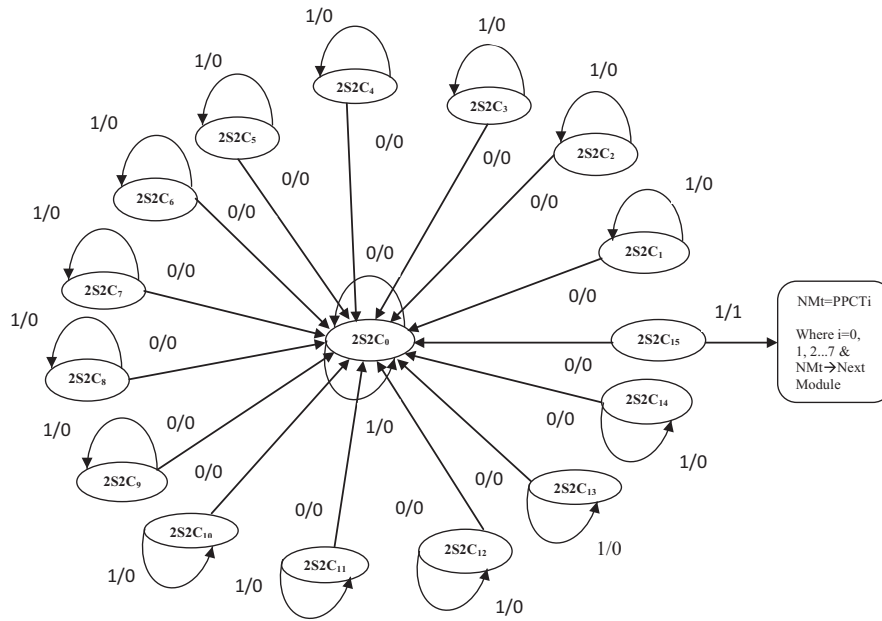 1/0
1/0
1/0
1/0
1/0
2S2C₄
2S2C₃
2S2C₅
2S2C₂
1/0
0/0
0/0
0/0
0/0
2S2C₆
1/0
1/0
0/0
0/0
2S2C₁
0/0
2S2C₇
0/0
NMt=PPCTi
1/0
0/0
2S2C₀
2S2C₁₅
1/1
Where i=0,
1, 2...7 &
NMt→Next
Module
0/0
2S2C₈
2S2C₁₄
0/0
1/0
0/0
1/0
1/0
0/0
0/0
2S2C₉
2S2C₁₃
0/0
0/0
2S2C₁₀
2S2C₁₂
2S2C₁₁
1/0
1/0
1/0
1/0